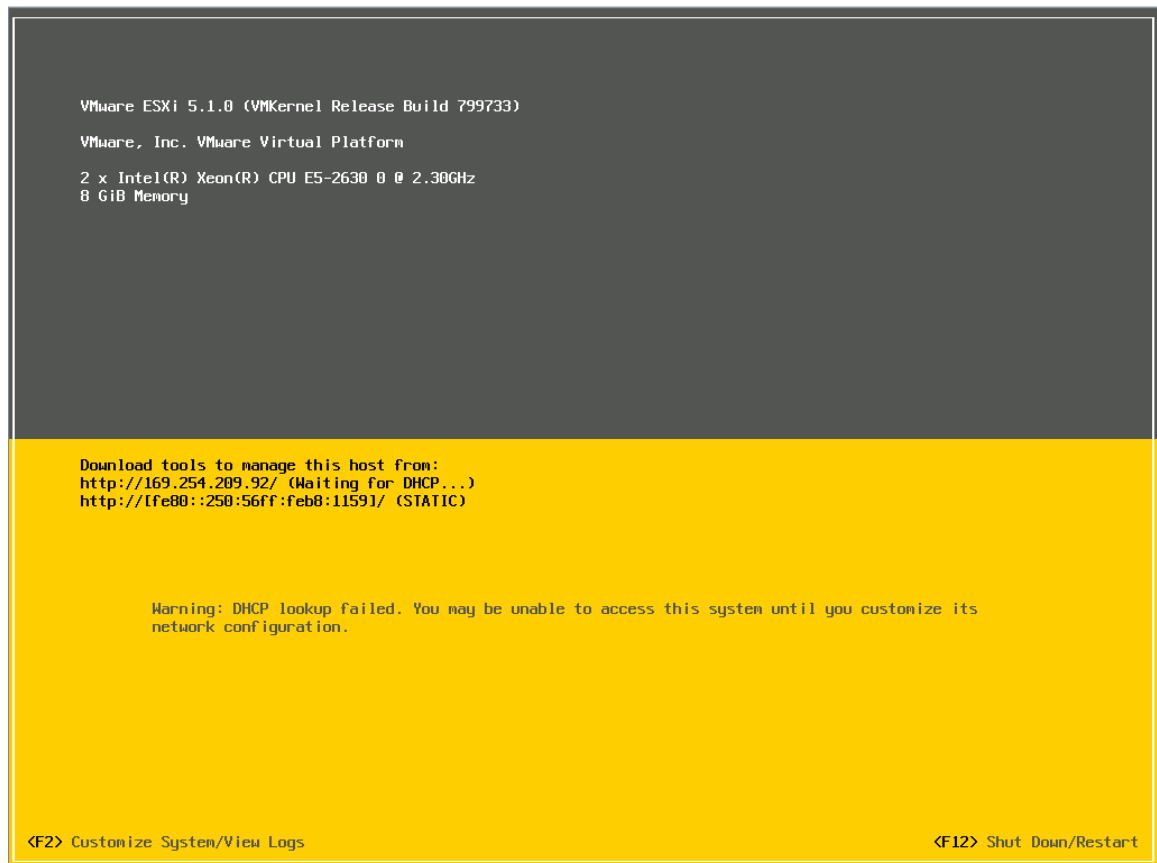 VMware ESXi 5.1.0 (VMKernel Release Build 799733)
VMware, Inc. VMware Virtual Platform
2 x Intel(R) Xeon(R) CPU E5-2630 0 @ 2.30GHz
8 GiB Memory
Download tools to manage this host from:
http://169.254.209.92/ (Waiting for DHCP...)
http://[fe80::250:56ff:feb8:1159]/ (STATIC)
Warning: DHCP lookup failed. You may be unable to access this system until you customize its
network configuration.
<F2> Customize System/View Logs
<F12> Shut Down/Restart